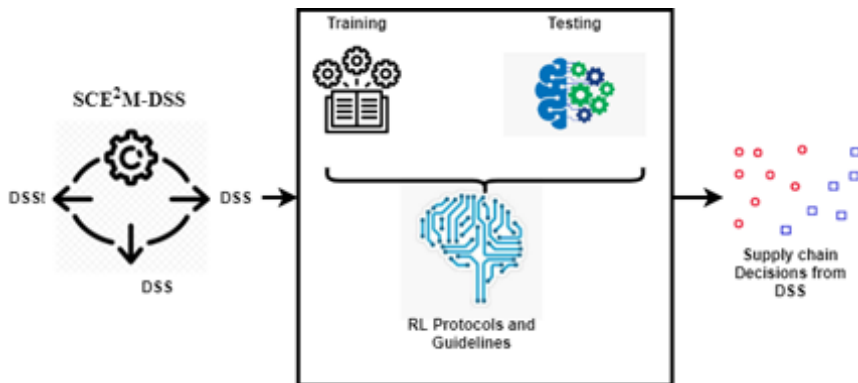 Training
Testing
SCE²M-DSS
DSSt
DSS
DSS
RL Protocols and
Guidelines
Supply chain
Decisions from
DSS